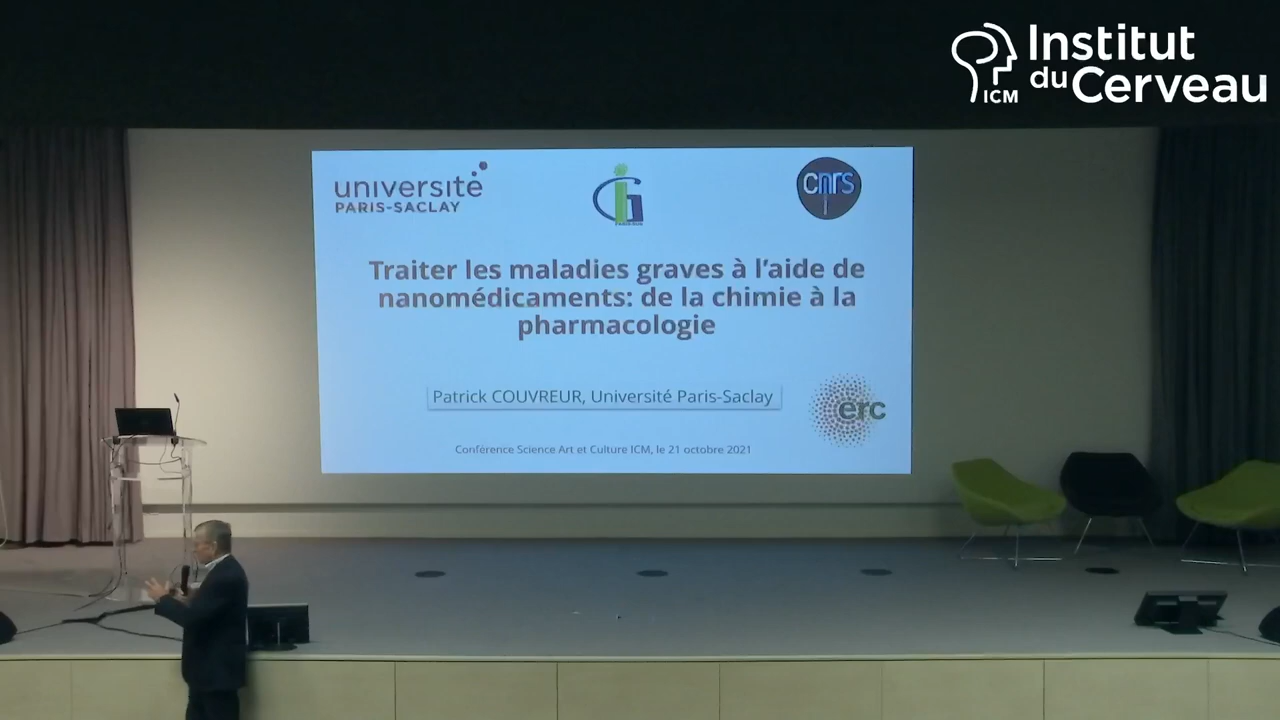 Institut
du Cerveau
ICM
université
PARIS-SACLAY
cnrs
Traiter les maladies graves à l'aide de
nanomédicaments: de la chimie à la
pharmacologie
Patrick COUVREUR, Université Paris-Saclay
erc
Conférence Science Art et Culture ICM, le 21 octobre 2021